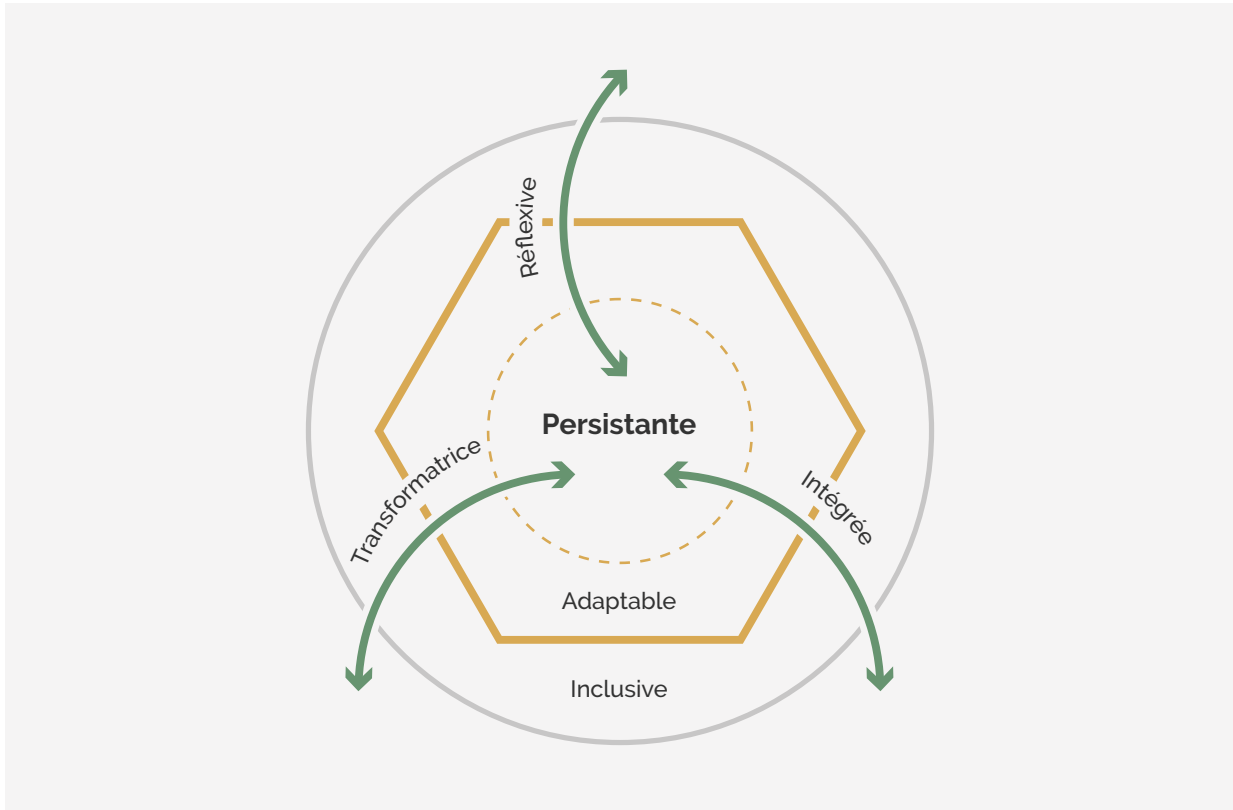 Réflexive
Persistante
Transformatrice
Intégrée
Adaptable
Inclusive